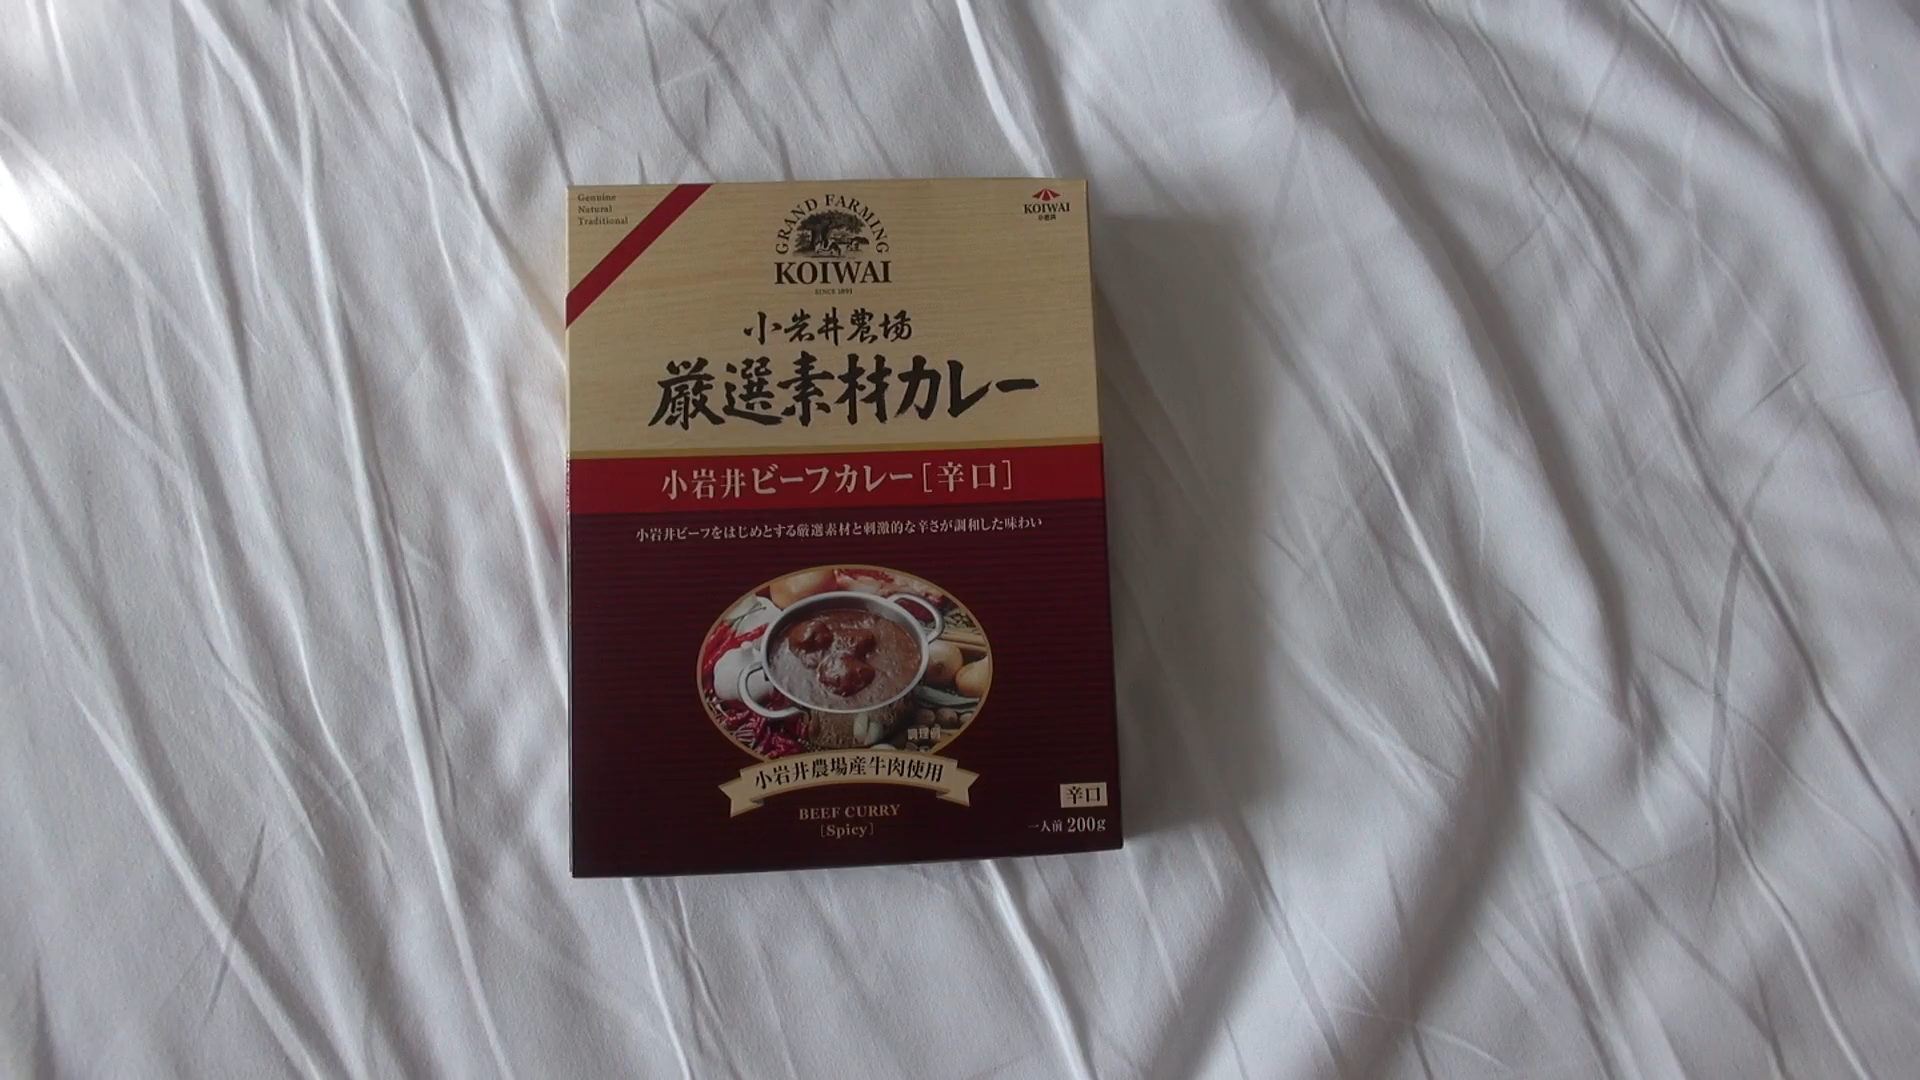 Genuine
Natural
Traditional
GRAND FARMING
KOIWAI
SINCE 1891
KOIWAI
小岩井
小岩井農場
厳選素材カレー
小岩井ビーフカレー[辛口]
小岩井ビーフをはじめとする厳選素材と刺激的な辛さが調和した味わい
調理例
小岩井農場産牛肉使用
BEEF CURRY
[Spicy]
辛口
一人前 200g